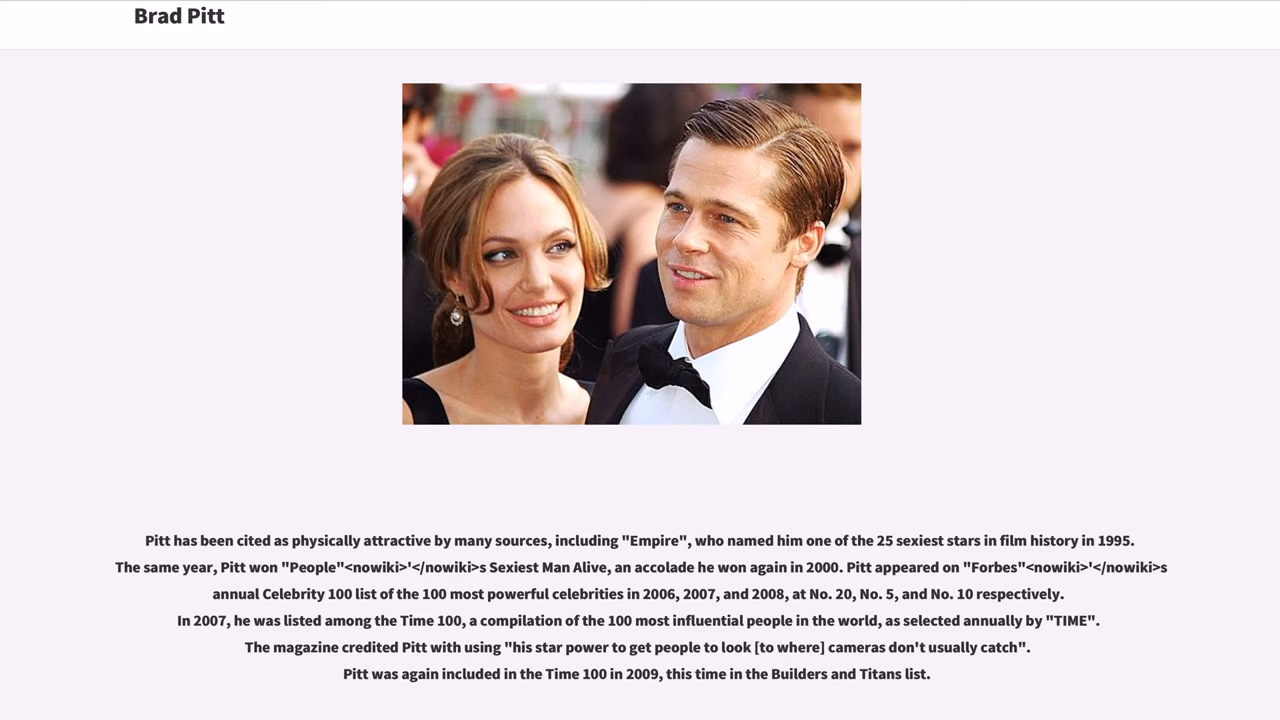 Brad Pitt
Pitt has been cited as physically attractive by many sources, including "Empire", who named him one of the 25 sexiest stars in film history in 1995.
The same year, Pitt won "People"<nowiki>'</nowiki>s Sexiest Man Alive, an accolade he won again in 2000. Pitt appeared on "Forbes"<nowiki>'</nowiki>s
annual Celebrity 100 list of the 100 most powerful celebrities in 2006, 2007, and 2008, at No. 20, No. 5, and No. 10 respectively.
In 2007, he was listed among the Time 100, a compilation of the 100 most influential people in the world, as selected annually by "TIME".
The magazine credited Pitt with using "his star power to get people to look [to where] cameras don't usually catch".
Pitt was again included in the Time 100 in 2009, this time in the Builders and Titans list.